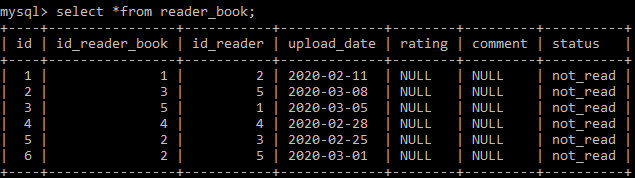 mysql> select *from reader_book;
+----+----------------+-----------+-------------+--------+---------+----------+
| id | id_reader_book | id_reader | upload_date | rating | comment | status   |
+----+----------------+-----------+-------------+--------+---------+----------+
|  1 |              1 |         2 | 2020-02-11  | NULL   | NULL    | not_read |
|  2 |              3 |         5 | 2020-03-08  | NULL   | NULL    | not_read |
|  3 |              5 |         1 | 2020-03-05  | NULL   | NULL    | not_read |
|  4 |              4 |         4 | 2020-02-28  | NULL   | NULL    | not_read |
|  5 |              2 |         3 | 2020-02-25  | NULL   | NULL    | not_read |
|  6 |              2 |         5 | 2020-03-01  | NULL   | NULL    | not_read |
+----+----------------+-----------+-------------+--------+---------+----------+